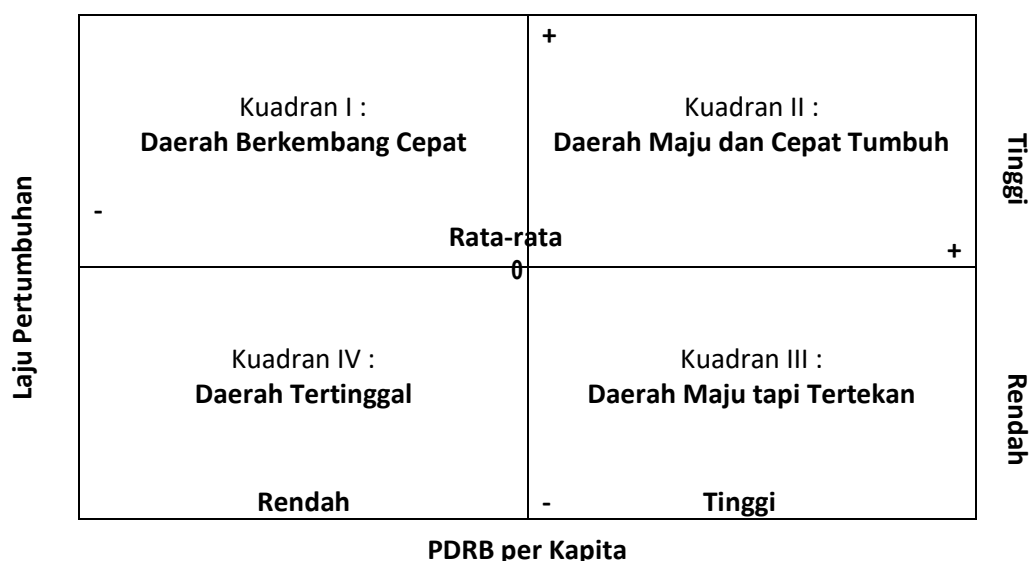 +
Kuadran I :
Daerah Berkembang Cepat
Kuadran II :
Daerah Maju dan Cepat Tumbuh
Tinggi
Laju Pertumbuhan
-
Rata-rata
+
0
Kuadran IV :
Daerah Tertinggal
Kuadran III :
Daerah Maju tapi Tertekan
Rendah
Rendah
-
Tinggi
PDRB per Kapita